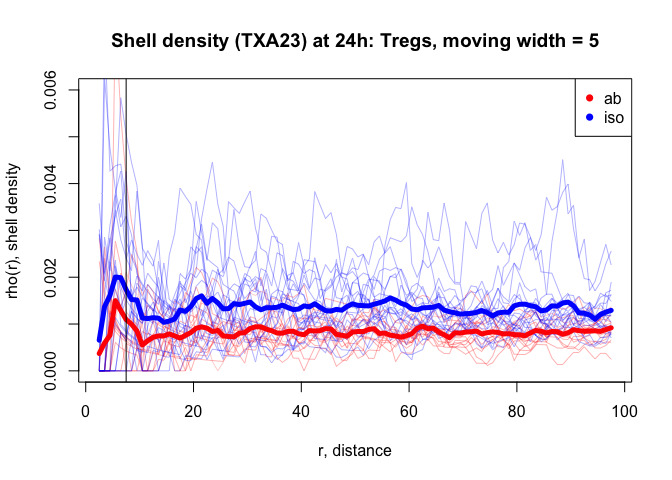 Shell density (TXA23) at 24h: Tregs, moving width = 5
ab
iso
rho(r), shell density
0.006
0.004
0.002
0.000
0 20 40 60 80 100
r, distance